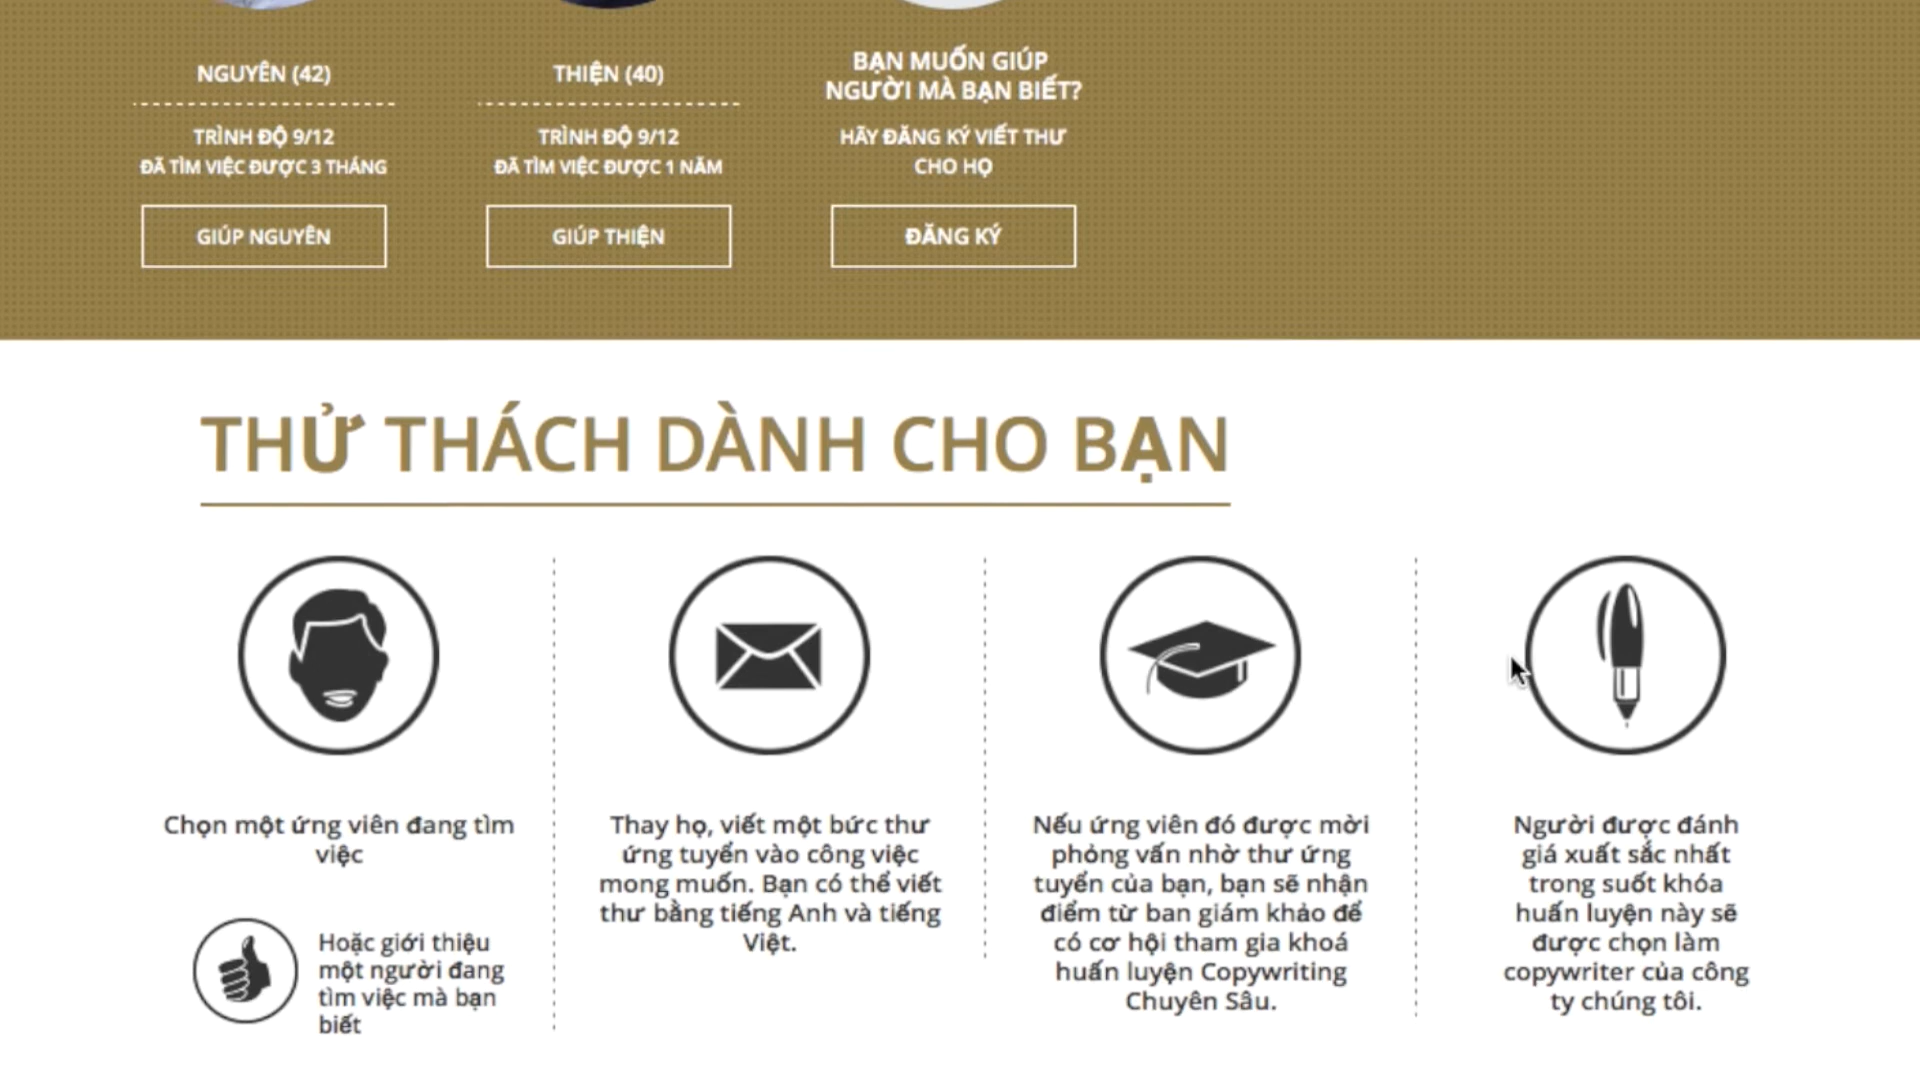 NGUYÊN (42)
TRÌNH ĐỘ 9/12
ĐÃ TÌM VIỆC ĐƯỢC 3 THÁNG
GIÚP NGUYÊN
THIỆN (40)
TRÌNH ĐỘ 9/12
ĐÃ TÌM VIỆC ĐƯỢC 1 NĂM
GIÚP THIỆN
BẠN MUỐN GIÚP
NGƯỜI MÀ BẠN BIẾT?
HÃY ĐĂNG KÝ VIẾT THƯ
CHO HỌ
ĐĂNG KÝ
THỬ THÁCH DÀNH CHO BẠN
Chọn một ứng viên đang tìm
việc
Hoặc giới thiệu
một người đang
tìm việc mà bạn
biết
Thay họ, viết một bức thư
ứng tuyển vào công việc
mong muốn. Bạn có thể viết
thư bằng tiếng Anh và tiếng
Việt.
Nếu ứng viên đó được mời
phỏng vấn nhờ thư ứng
tuyển của bạn, bạn sẽ nhận
điểm từ ban giám khảo để
có cơ hội tham gia khoá
huấn luyện Copywriting
Chuyên Sâu.
Người được đánh
giá xuất sắc nhất
trong suốt khóa
huấn luyện này sẽ
được chọn làm
copywriter của công
ty chúng tôi.